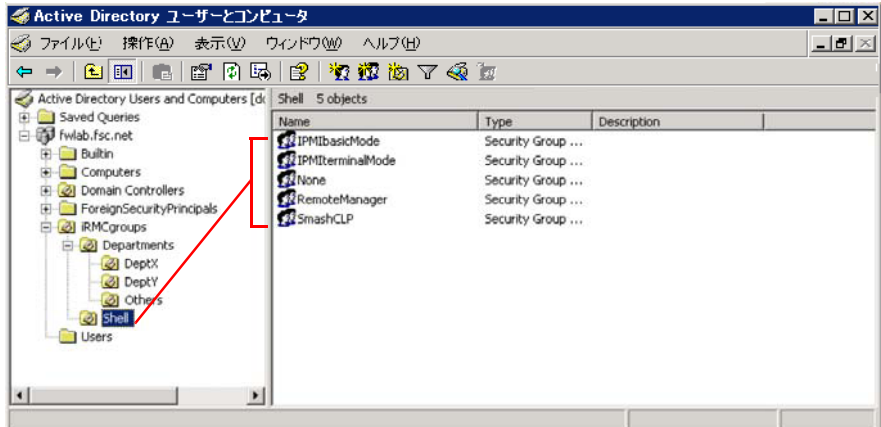 Active Directory ユーザーとコンピュータ
ファイル(F) 操作(A) 表示(V) ウィンドウ(W) ヘルプ(H)
Active Directory Users and Computers [dc
Saved Queries
fwlab.fsc.net
Builtin
Computers
Domain Controllers
ForeignSecurityPrincipals
iRMCgroups
Departments
DeptX
DeptY
Others
Shell
Users
Shell 5 objects
Name Type Description
IPMIbasicMode Security Group ...
IPMIterminalMode Security Group ...
None Security Group ...
RemoteManager Security Group ...
SmashCLP Security Group ...